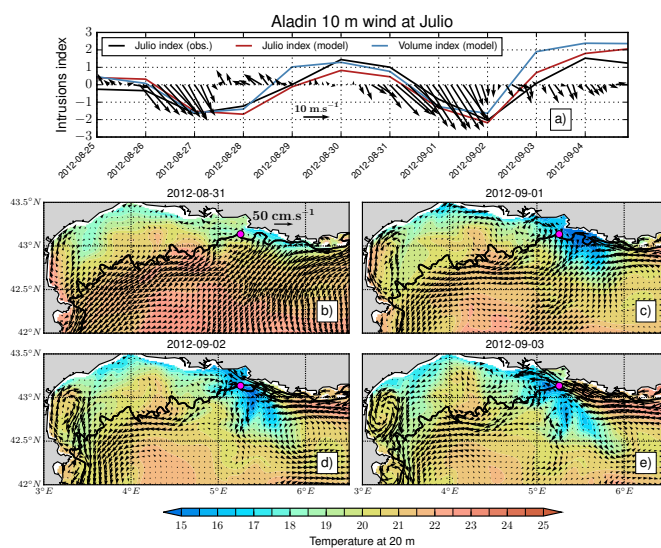 Aladin 10 m wind at Julio
Intrusions index
3
2
1
0
−1
−2
−3
Julio index (obs.)
Julio index (model)
Volume index (model)
10 m.s⁻¹
a)
2012-08-25
2012-08-26
2012-08-27
2012-08-28
2012-08-29
2012-08-30
2012-08-31
2012-09-01
2012-09-02
2012-09-03
2012-09-04
2012-08-31
2012-09-01
43.5°N
43°N
42.5°N
42°N
50 cm.s⁻¹
b)
c)
2012-09-02
2012-09-03
43.5°N
43°N
42.5°N
42°N
d)
e)
3°E
4°E
5°E
6°E
3°E
4°E
5°E
6°E
15 16 17 18 19 20 21 22 23 24 25
Temperature at 20 m